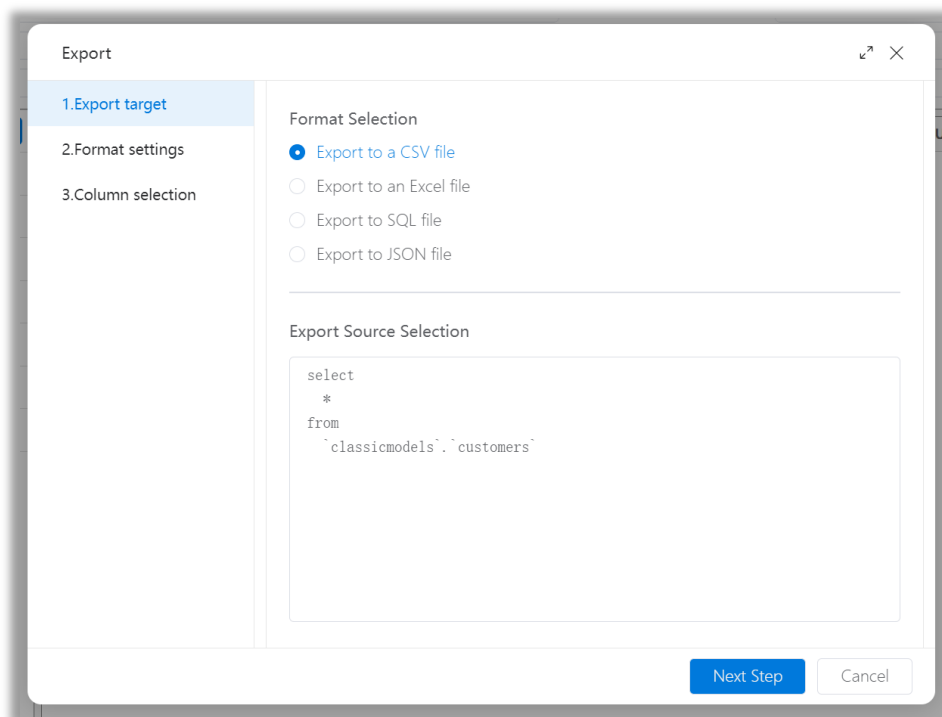 Export
1.Export target
2.Format settings
3.Column selection
Format Selection
Export to a CSV file
Export to an Excel file
Export to SQL file
Export to JSON file
Export Source Selection
select
  *
from
  `classicmodels`.`customers`
Next Step
Cancel